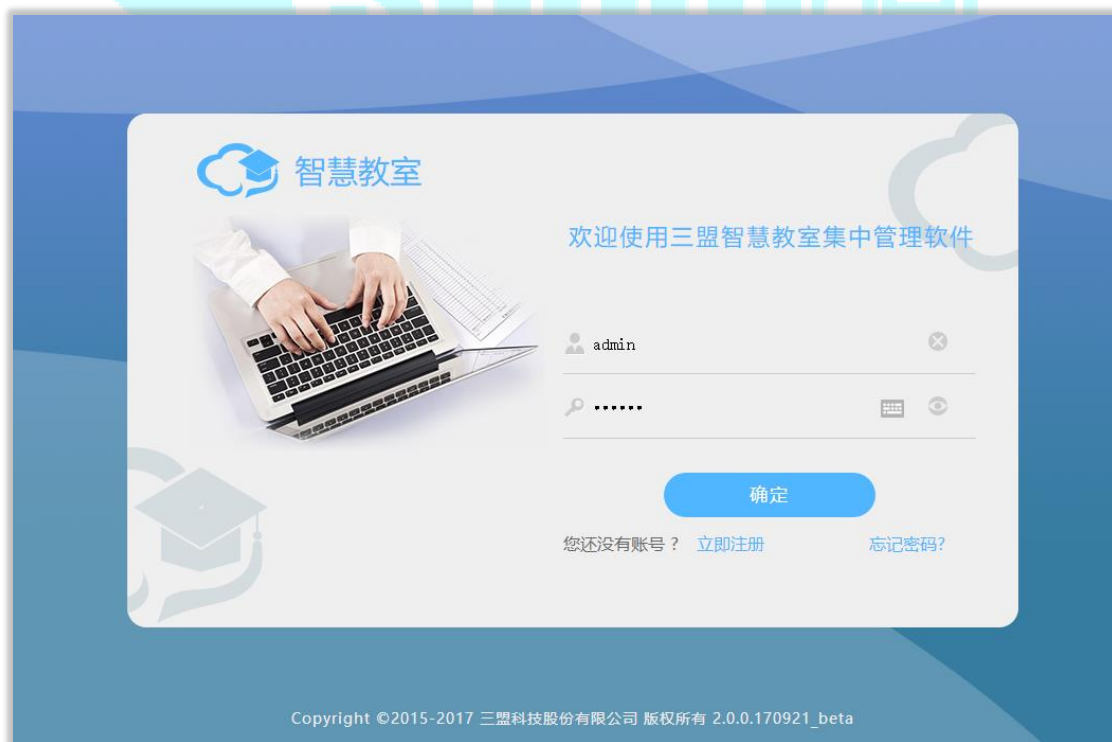 智慧教室
欢迎使用三盟智慧教室集中管理软件
admin
••••••
确定
您还没有账号？ 立即注册 忘记密码?
Copyright ©2015-2017 三盟科技股份有限公司 版权所有 2.0.0.170921_beta